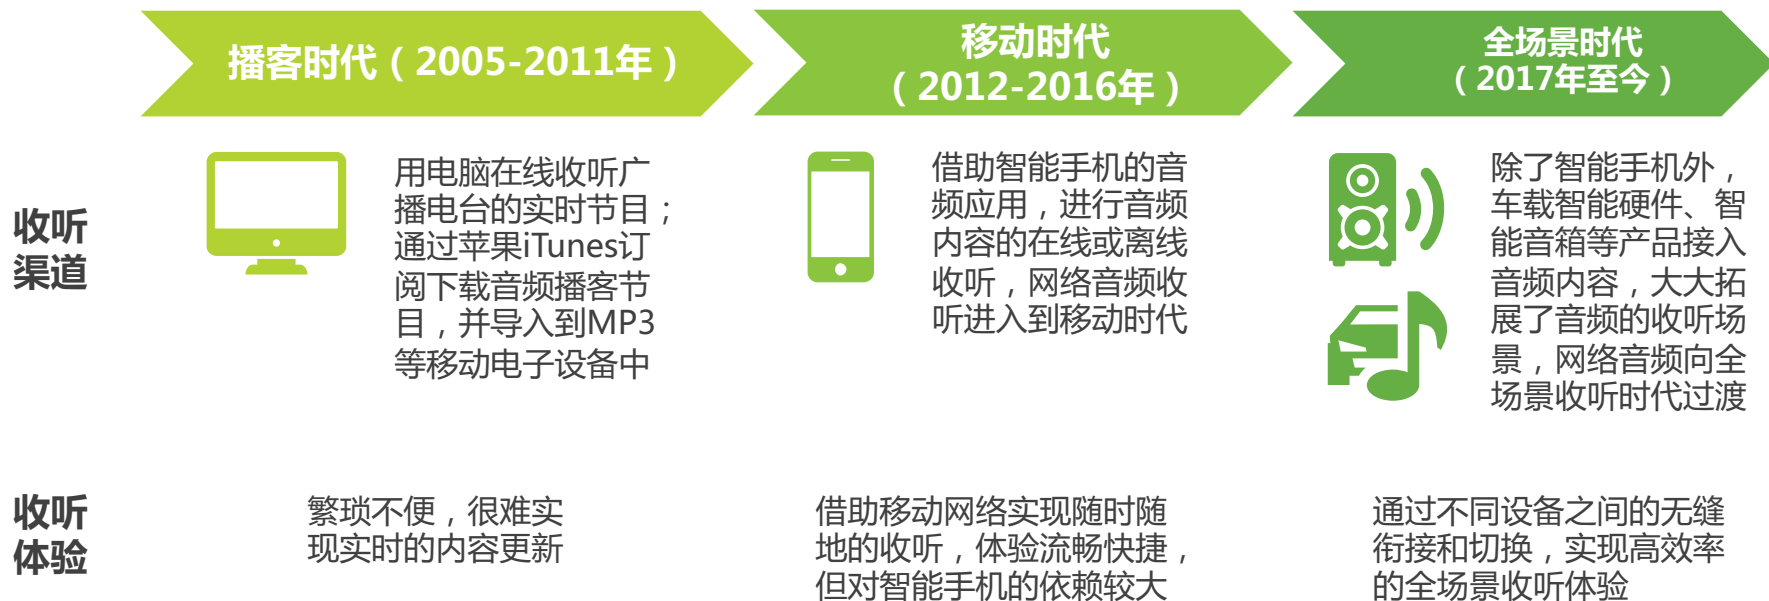 播客时代（2005-2011年）
移动时代
（2012-2016年）
全场景时代
（2017年至今）
收听
渠道
用电脑在线收听广
播电台的实时节目；
通过苹果iTunes订
阅下载音频播客节
目，并导入到MP3
等移动电子设备中
借助智能手机的音
频应用，进行音频
内容的在线或离线
收听，网络音频收
听进入到移动时代
除了智能手机外，
车载智能硬件、智
能音箱等产品接入
音频内容，大大拓
展了音频的收听场
景，网络音频向全
场景收听时代过渡
收听
体验
繁琐不便，很难实
现实时的内容更新
借助移动网络实现随时随
地的收听，体验流畅快捷，
但对智能手机的依赖较大
通过不同设备之间的无缝
衔接和切换，实现高效率
的全场景收听体验